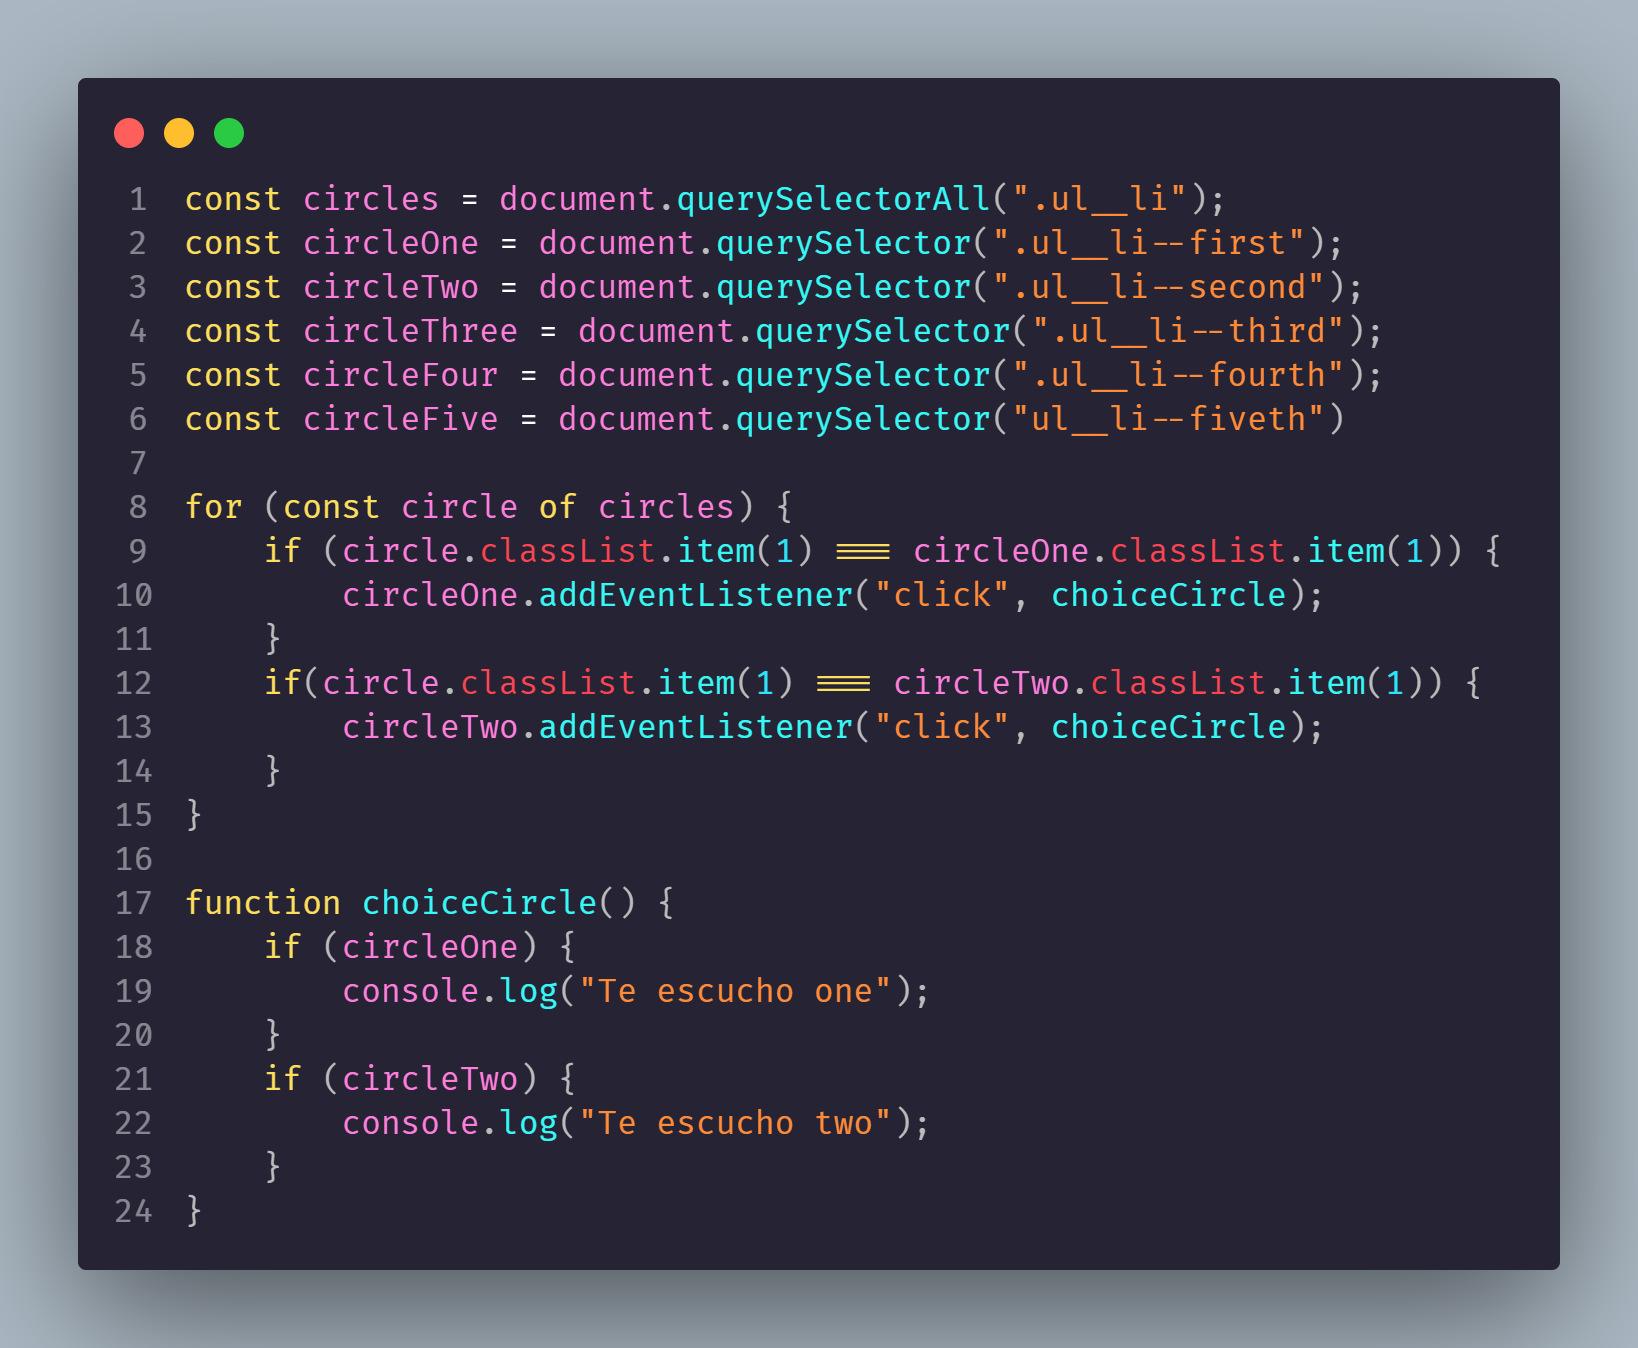 1 const circles = document.querySelectorAll(".ul__li");
2 const circleOne = document.querySelector(".ul__li--first");
3 const circleTwo = document.querySelector(".ul__li--second");
4 const circleThree = document.querySelector(".ul__li--third");
5 const circleFour = document.querySelector(".ul__li--fourth");
6 const circleFive = document.querySelector("ul__li--fiveth")
7
8 for (const circle of circles) {
9     if (circle.classList.item(1) === circleOne.classList.item(1)) {
10         circleOne.addEventListener("click", choiceCircle);
11     }
12     if(circle.classList.item(1) === circleTwo.classList.item(1)) {
13         circleTwo.addEventListener("click", choiceCircle);
14     }
15 }
16
17 function choiceCircle() {
18     if (circleOne) {
19         console.log("Te escucho one");
20     }
21     if (circleTwo) {
22         console.log("Te escucho two");
23     }
24 }